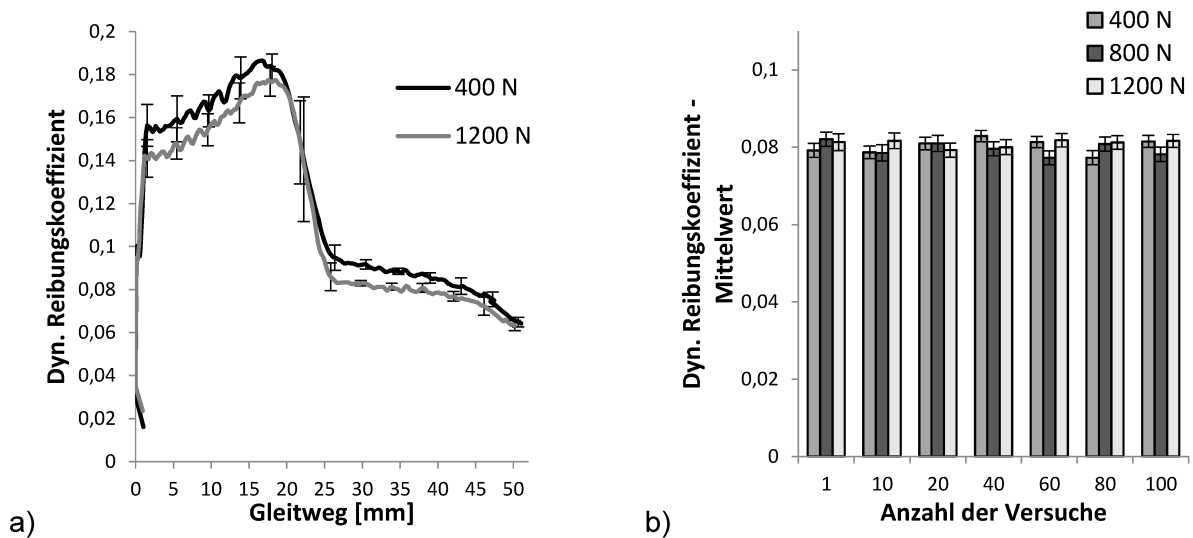 0,2
0,18
0,16
0,14
0,12
0,1
0,08
0,06
0,04
0,02
0
Dyn. Reibungskoeffizient
400 N
1200 N
0 5 10 15 20 25 30 35 40 45 50
Gleitweg [mm]
a)
400 N
800 N
1200 N
0,1
0,08
0,06
0,04
0,02
0
Dyn. Reibungskoeffizient -
Mittelwert
1 10 20 40 60 80 100
Anzahl der Versuche
b)